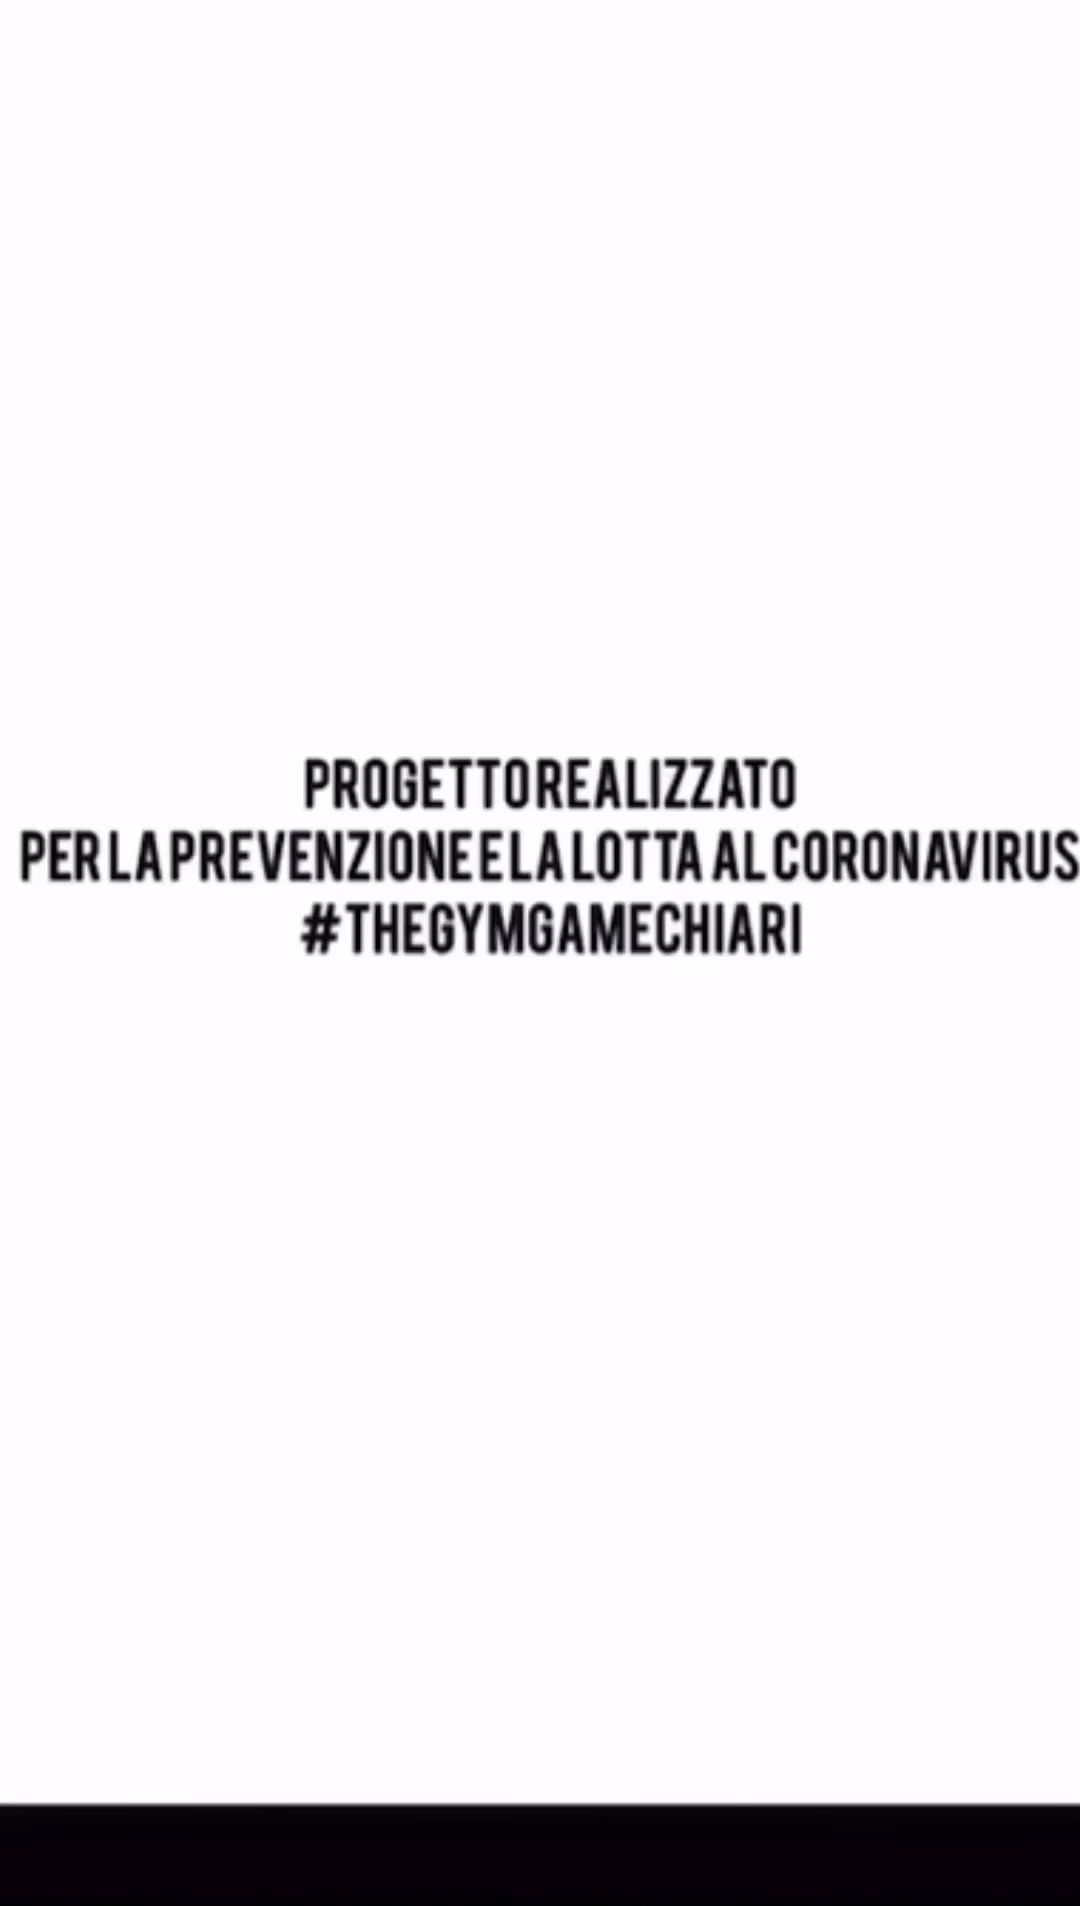 PROGETTO REALIZZATO
PER LA PREVENZIONE E LA LOTTA AL CORONAVIRUS
#THEGYMGAMECHIARI